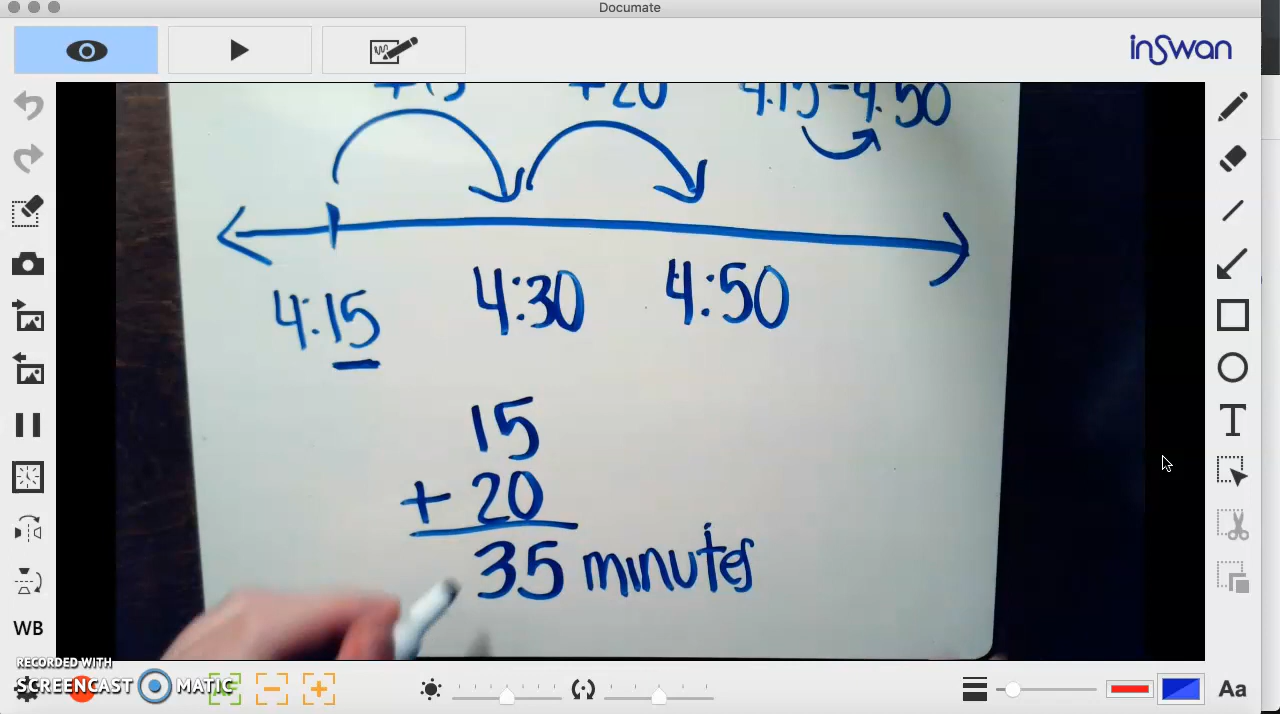 Documate
inSwan
+15 +20 4:15-4:50
4:15 4:30 4:50
15
+ 20
35 minutes
T
WB
RECORDED WITH
SCREENCAST MATIC
Aa